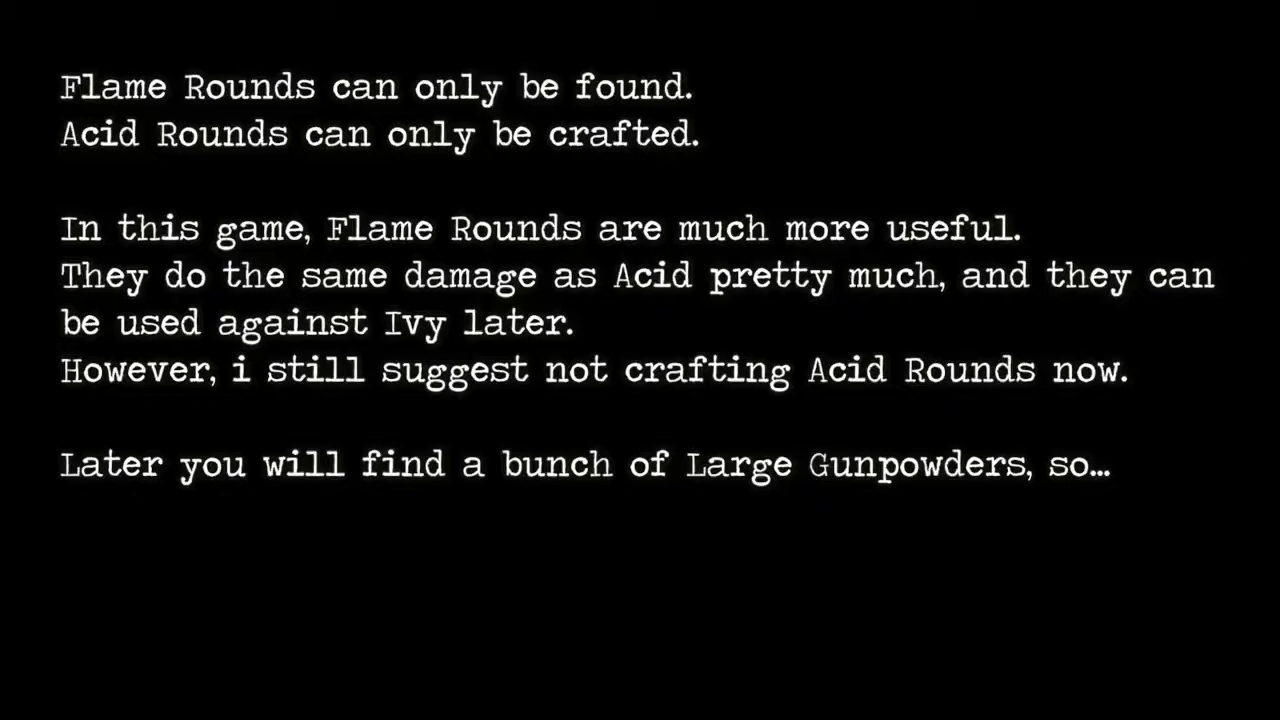 Flame Rounds can only be found.
Acid Rounds can only be crafted.
In this game, Flame Rounds are much more useful.
They do the same damage as Acid pretty much, and they can
be used against Ivy later.
However, i still suggest not crafting Acid Rounds now.
Later you will find a bunch of Large Gunpowders, so…